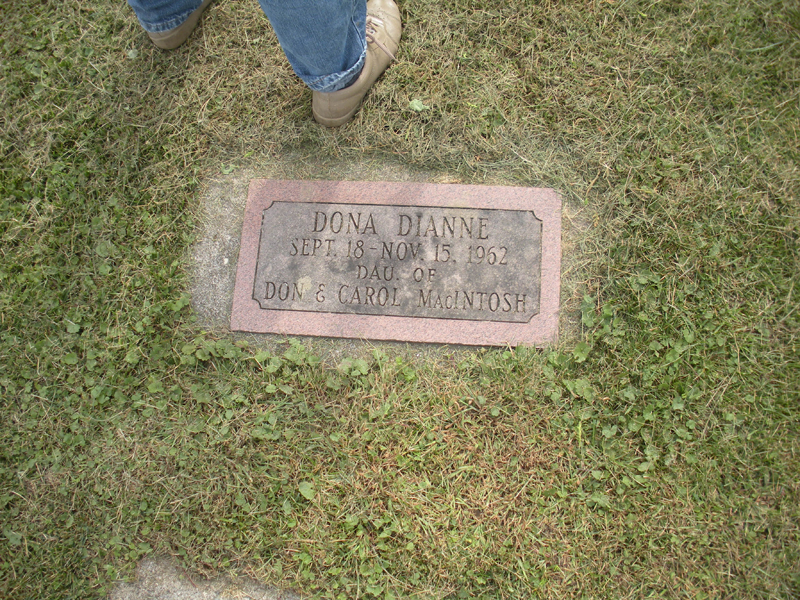 DONA DIANNE
SEPT. 18 - NOV. 15, 1962
DAU. OF
DON & CAROL MACINTOSH